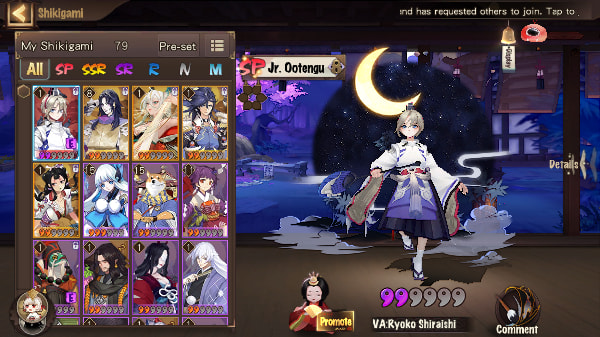 Shikigami
and has requested others to join. Tap to
My Shikigami 79 Pre-set
All SP SSR SR R N M
SP Jr. Ootengu
Display
Details
Promote
VA:Ryoko Shiraishi
Comment